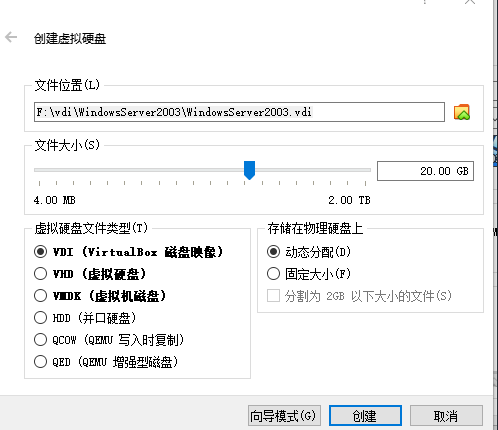 创建虚拟硬盘
文件位置(L)
F:\vdi\WindowsServer2003\WindowsServer2003.vdi
文件大小(S)
20.00 GB
4.00 MB
2.00 TB
虚拟硬盘文件类型(T)
VDI (VirtualBox 磁盘映像)
VHD (虚拟硬盘)
VMDK (虚拟机磁盘)
HDD (并口硬盘)
QCOW (QEMU 写入时复制)
QED (QEMU 增强型磁盘)
存储在物理硬盘上
动态分配(D)
固定大小(F)
分割为 2GB 以下大小的文件(S)
向导模式(G)
创建
取消